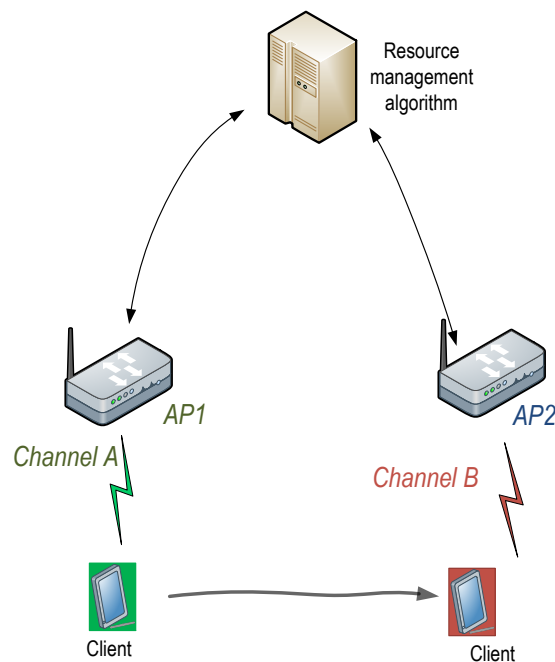 Resource
management
algorithm
AP1
AP2
Channel A
Channel B
Client
Client